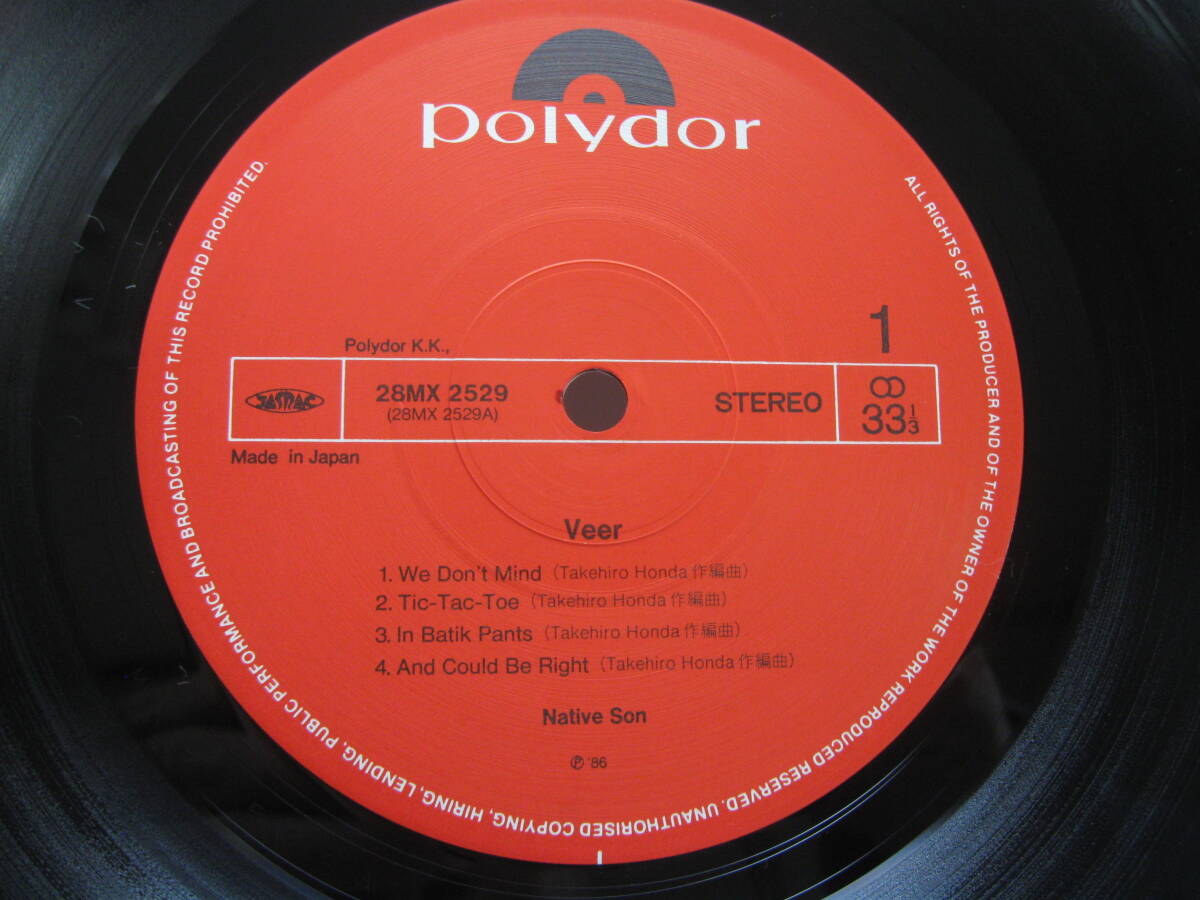 polydor
1
Polydor K.K.,
JASRAC
28MX 2529
(28MX 2529A)
STEREO
33 1/3
Made in Japan
Veer
1. We Don't Mind (Takehiro Honda 作編曲)
2. Tic-Tac-Toe (Takehiro Honda 作編曲)
3. In Batik Pants (Takehiro Honda 作編曲)
4. And Could Be Right (Takehiro Honda 作編曲)
Native Son
℗ '86
ALL RIGHTS OF THE PRODUCER AND OF THE OWNER OF THE WORK REPRODUCED RESERVED. UNAUTHORISED COPYING, HIRING, LENDING, PUBLIC PERFORMANCE AND BROADCASTING OF THIS RECORD PROHIBITED.